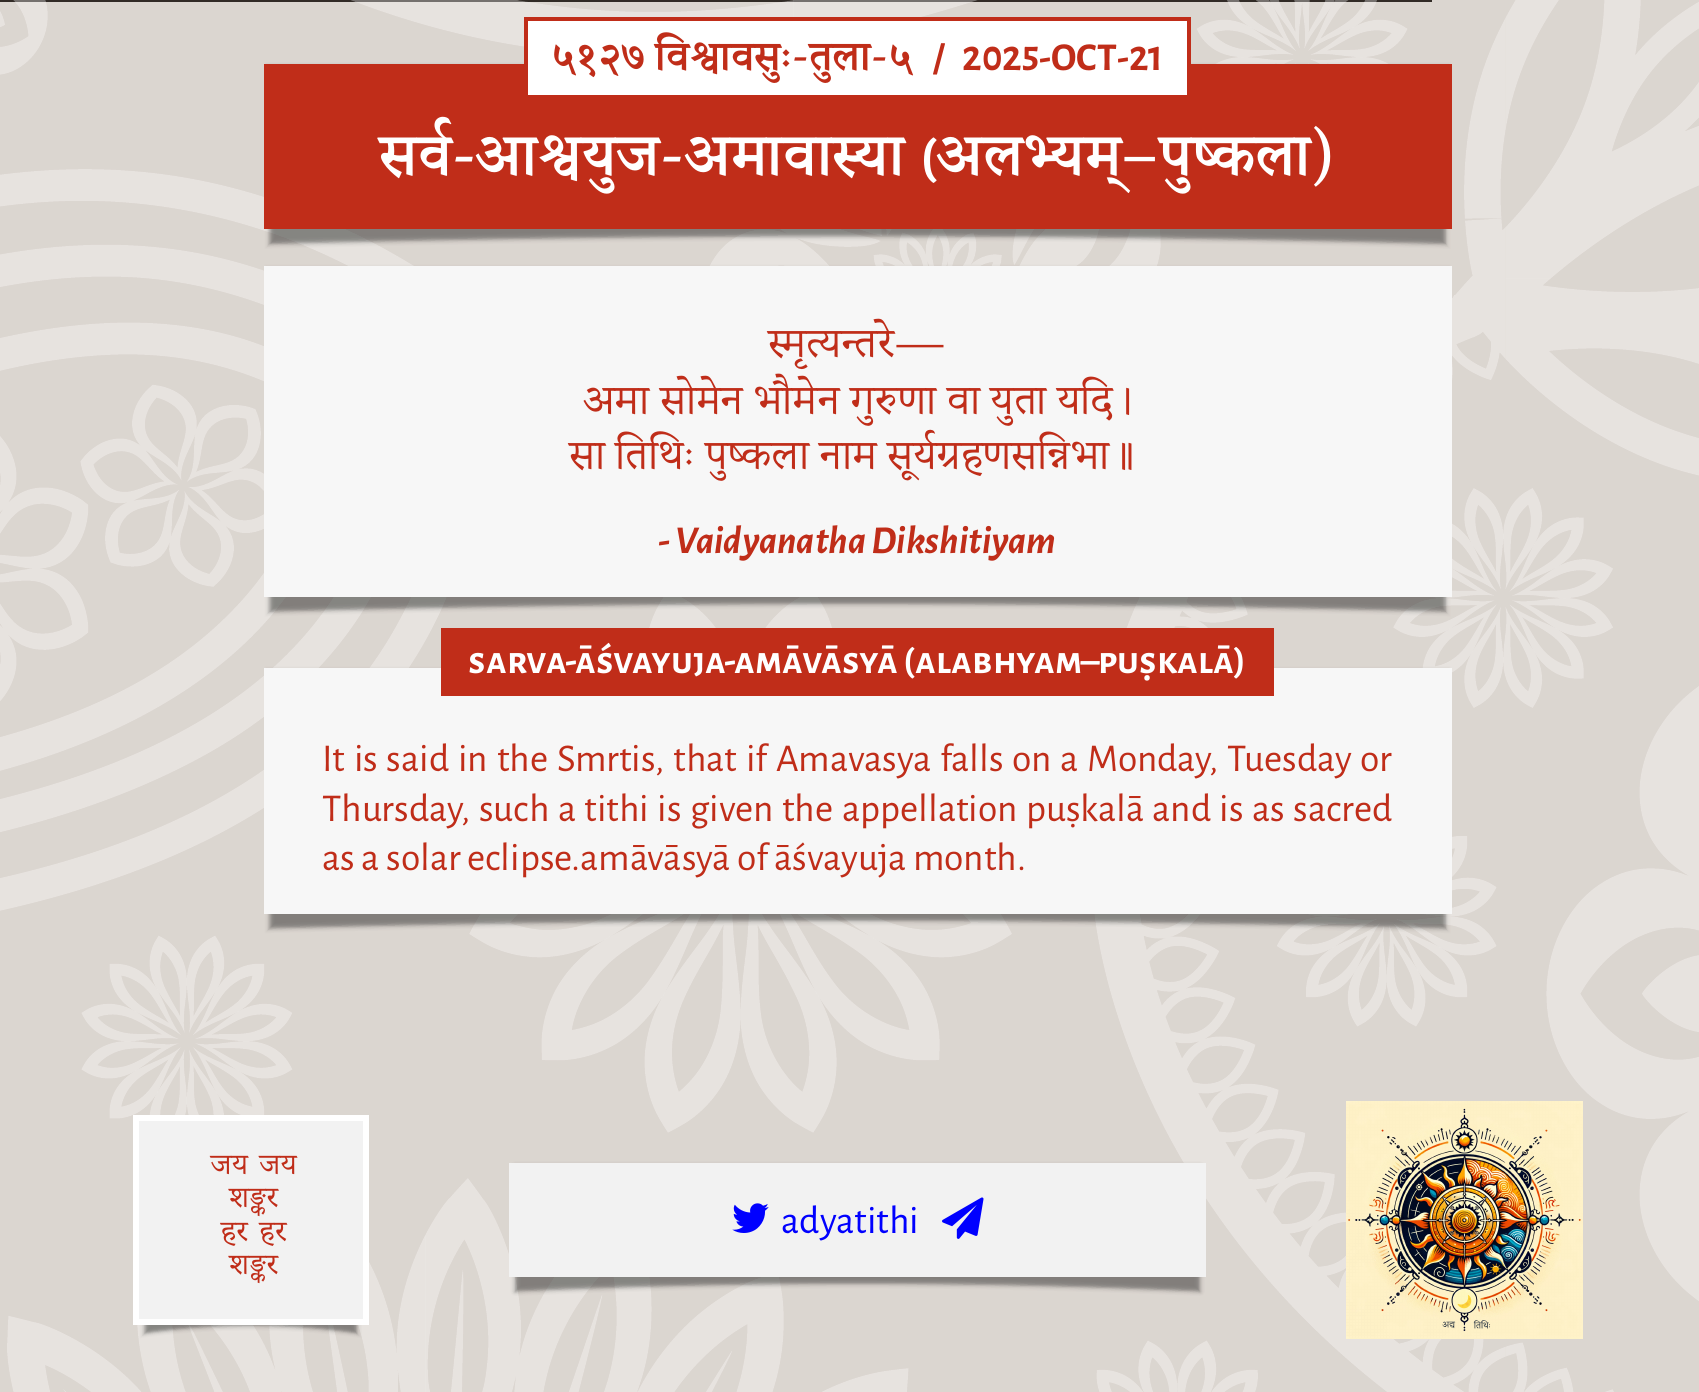 ५१२७ विश्वावसुः-तुला-५ / 2025-OCT-21
सर्व-आश्वयुज-अमावास्या (अलभ्यम्–पुष्कला)
स्मृत्यन्तरे—
अमा सोमेन भौमेन गुरुणा वा युता यदि।
सा तिथिः पुष्कला नाम सूर्यग्रहणसन्निभा॥
- Vaidyanatha Dikshitiyam
SARVA-ĀŚVAYUJA-AMĀVĀSYĀ (ALABHYAM–PUṢKALĀ)
It is said in the Smrtis, that if Amavasya falls on a Monday, Tuesday or
Thursday, such a tithi is given the appellation puṣkalā and is as sacred
as a solar eclipse.amāvāsyā of āśvayuja month.
जय जय
शङ्कर
हर हर
शङ्कर
adyatithi
अद्य तिथिः